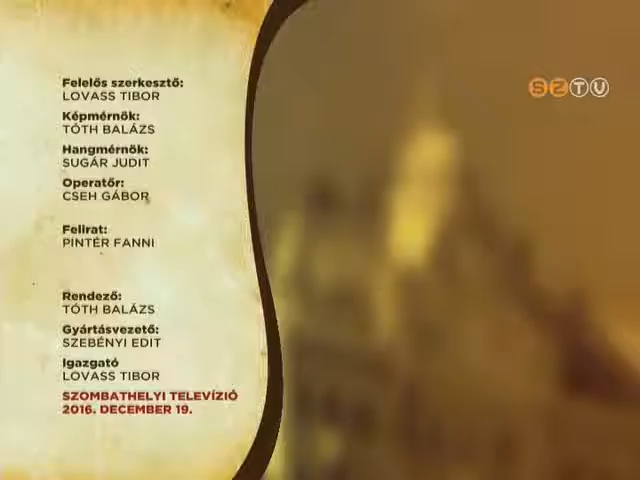 Felelős szerkesztő:
LOVASS TIBOR
Képmérnök:
TÓTH BALÁZS
Hangmérnök:
SUGÁR JUDIT
Operatőr:
CSEH GÁBOR
Felirat:
PINTÉR FANNI
Rendező:
TÓTH BALÁZS
Gyártásvezető:
SZEBÉNYI EDIT
Igazgató
LOVASS TIBOR
SZOMBATHELYI TELEVÍZIÓ
2016. DECEMBER 19.
SZTV